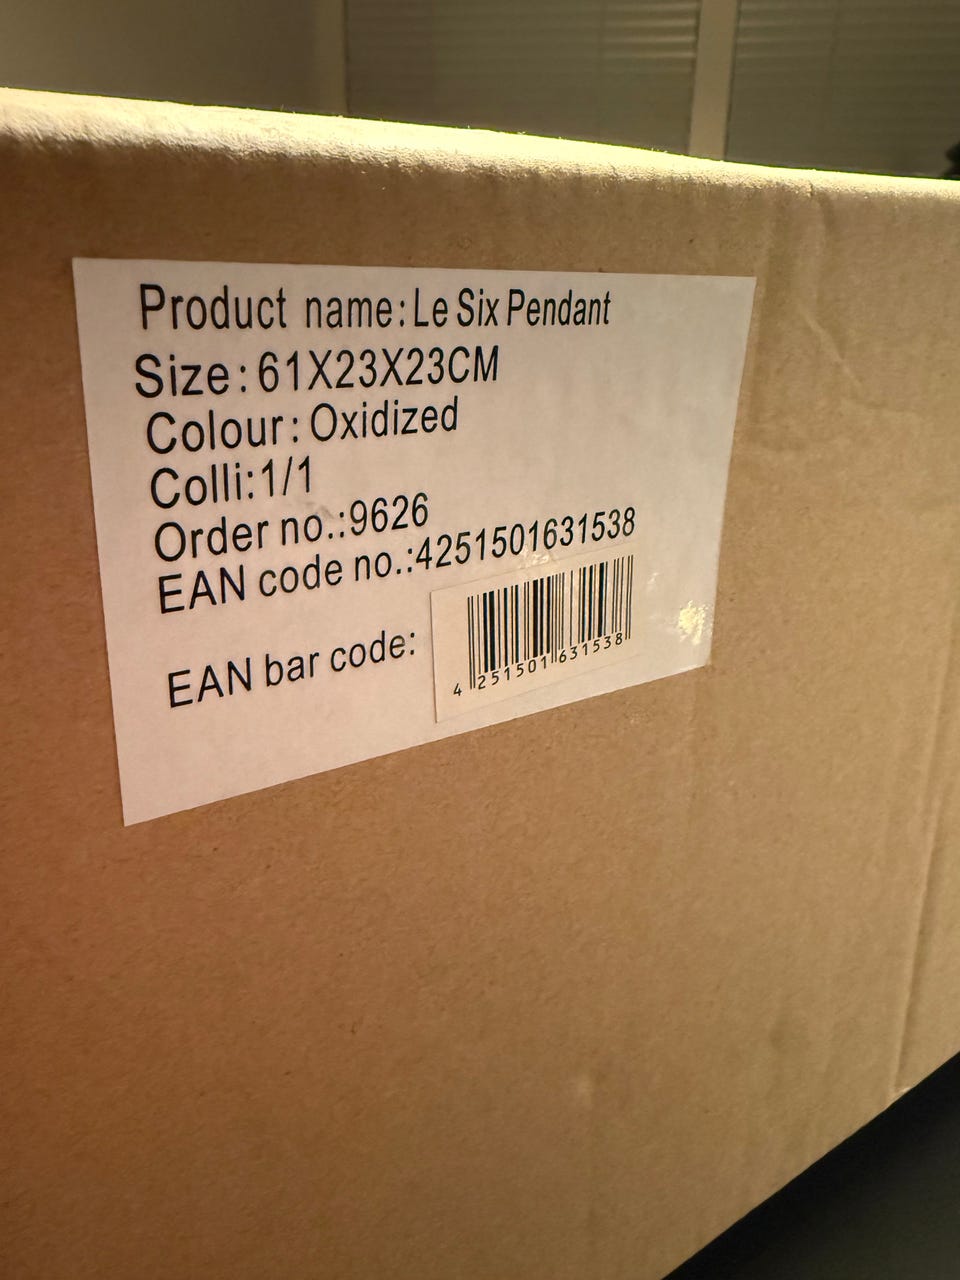 Product name: Le Six Pendant
Size: 61X23X23CM
Colour: Oxidized
Colli:1/1
Order no.:9626
EAN code no.:4251501631538
EAN bar code:
4 251501 631538